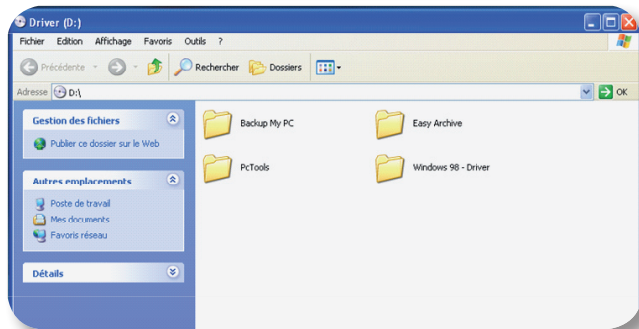 Driver (D:)
Fichier Edition Affichage Favoris Outils ?
Précédente Rechercher Dossiers
Adresse D:\ OK
Gestion des fichiers
Publier ce dossier sur le Web
Autres emplacements
Poste de travail
Mes documents
Favoris réseau
Détails
Backup My PC Easy Archive
PcTools Windows 98 - Driver